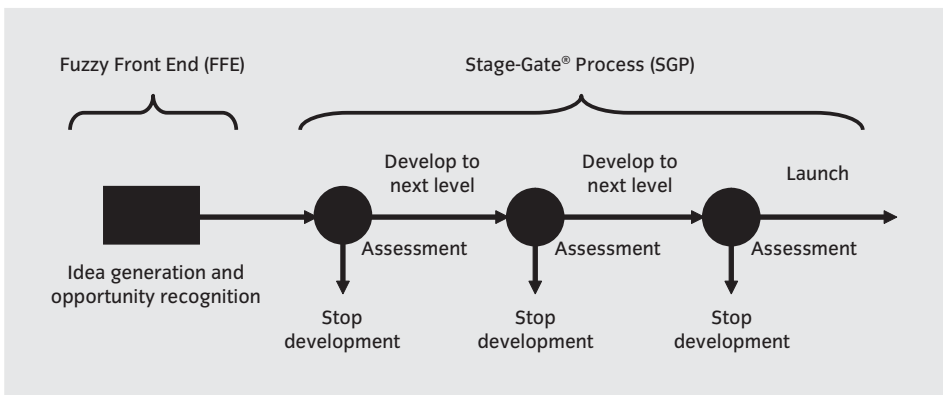 Fuzzy Front End (FFE)
Stage-Gate® Process (SGP)
Develop to
next level
Develop to
next level
Launch
Assessment
Assessment
Assessment
Idea generation and
opportunity recognition
Stop
development
Stop
development
Stop
development